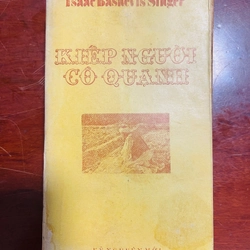 Isaac Bashevis Singer
KIẾP NGƯỜI
CÔ QUẠNH